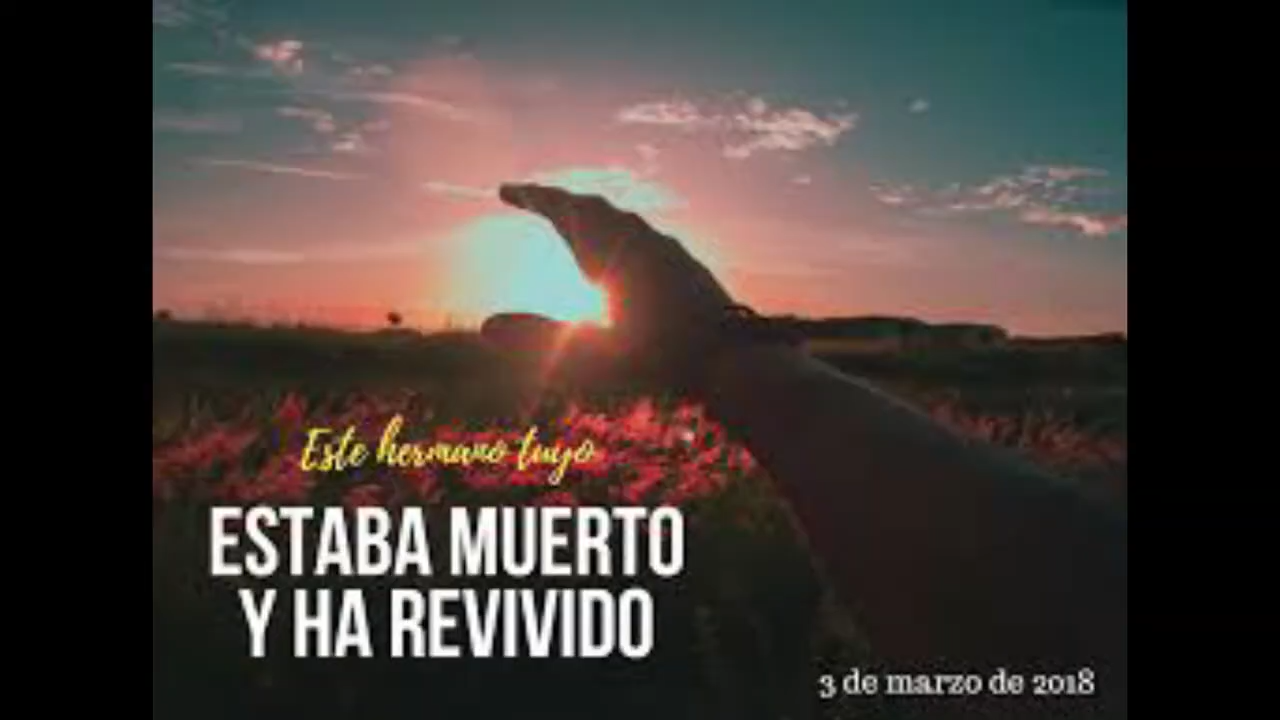 Este hermano tuyo
ESTABA MUERTO
Y HA REVIVIDO
3 de marzo de 2018